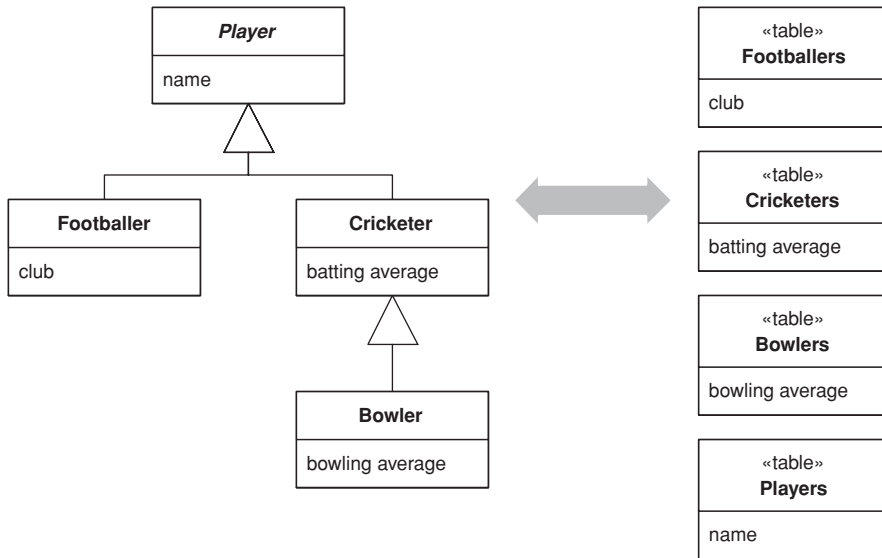 Player
name
Footballer
club
Cricketer
batting average
Bowler
bowling average
«table»
Footballers
club
«table»
Cricketers
batting average
«table»
Bowlers
bowling average
«table»
Players
name